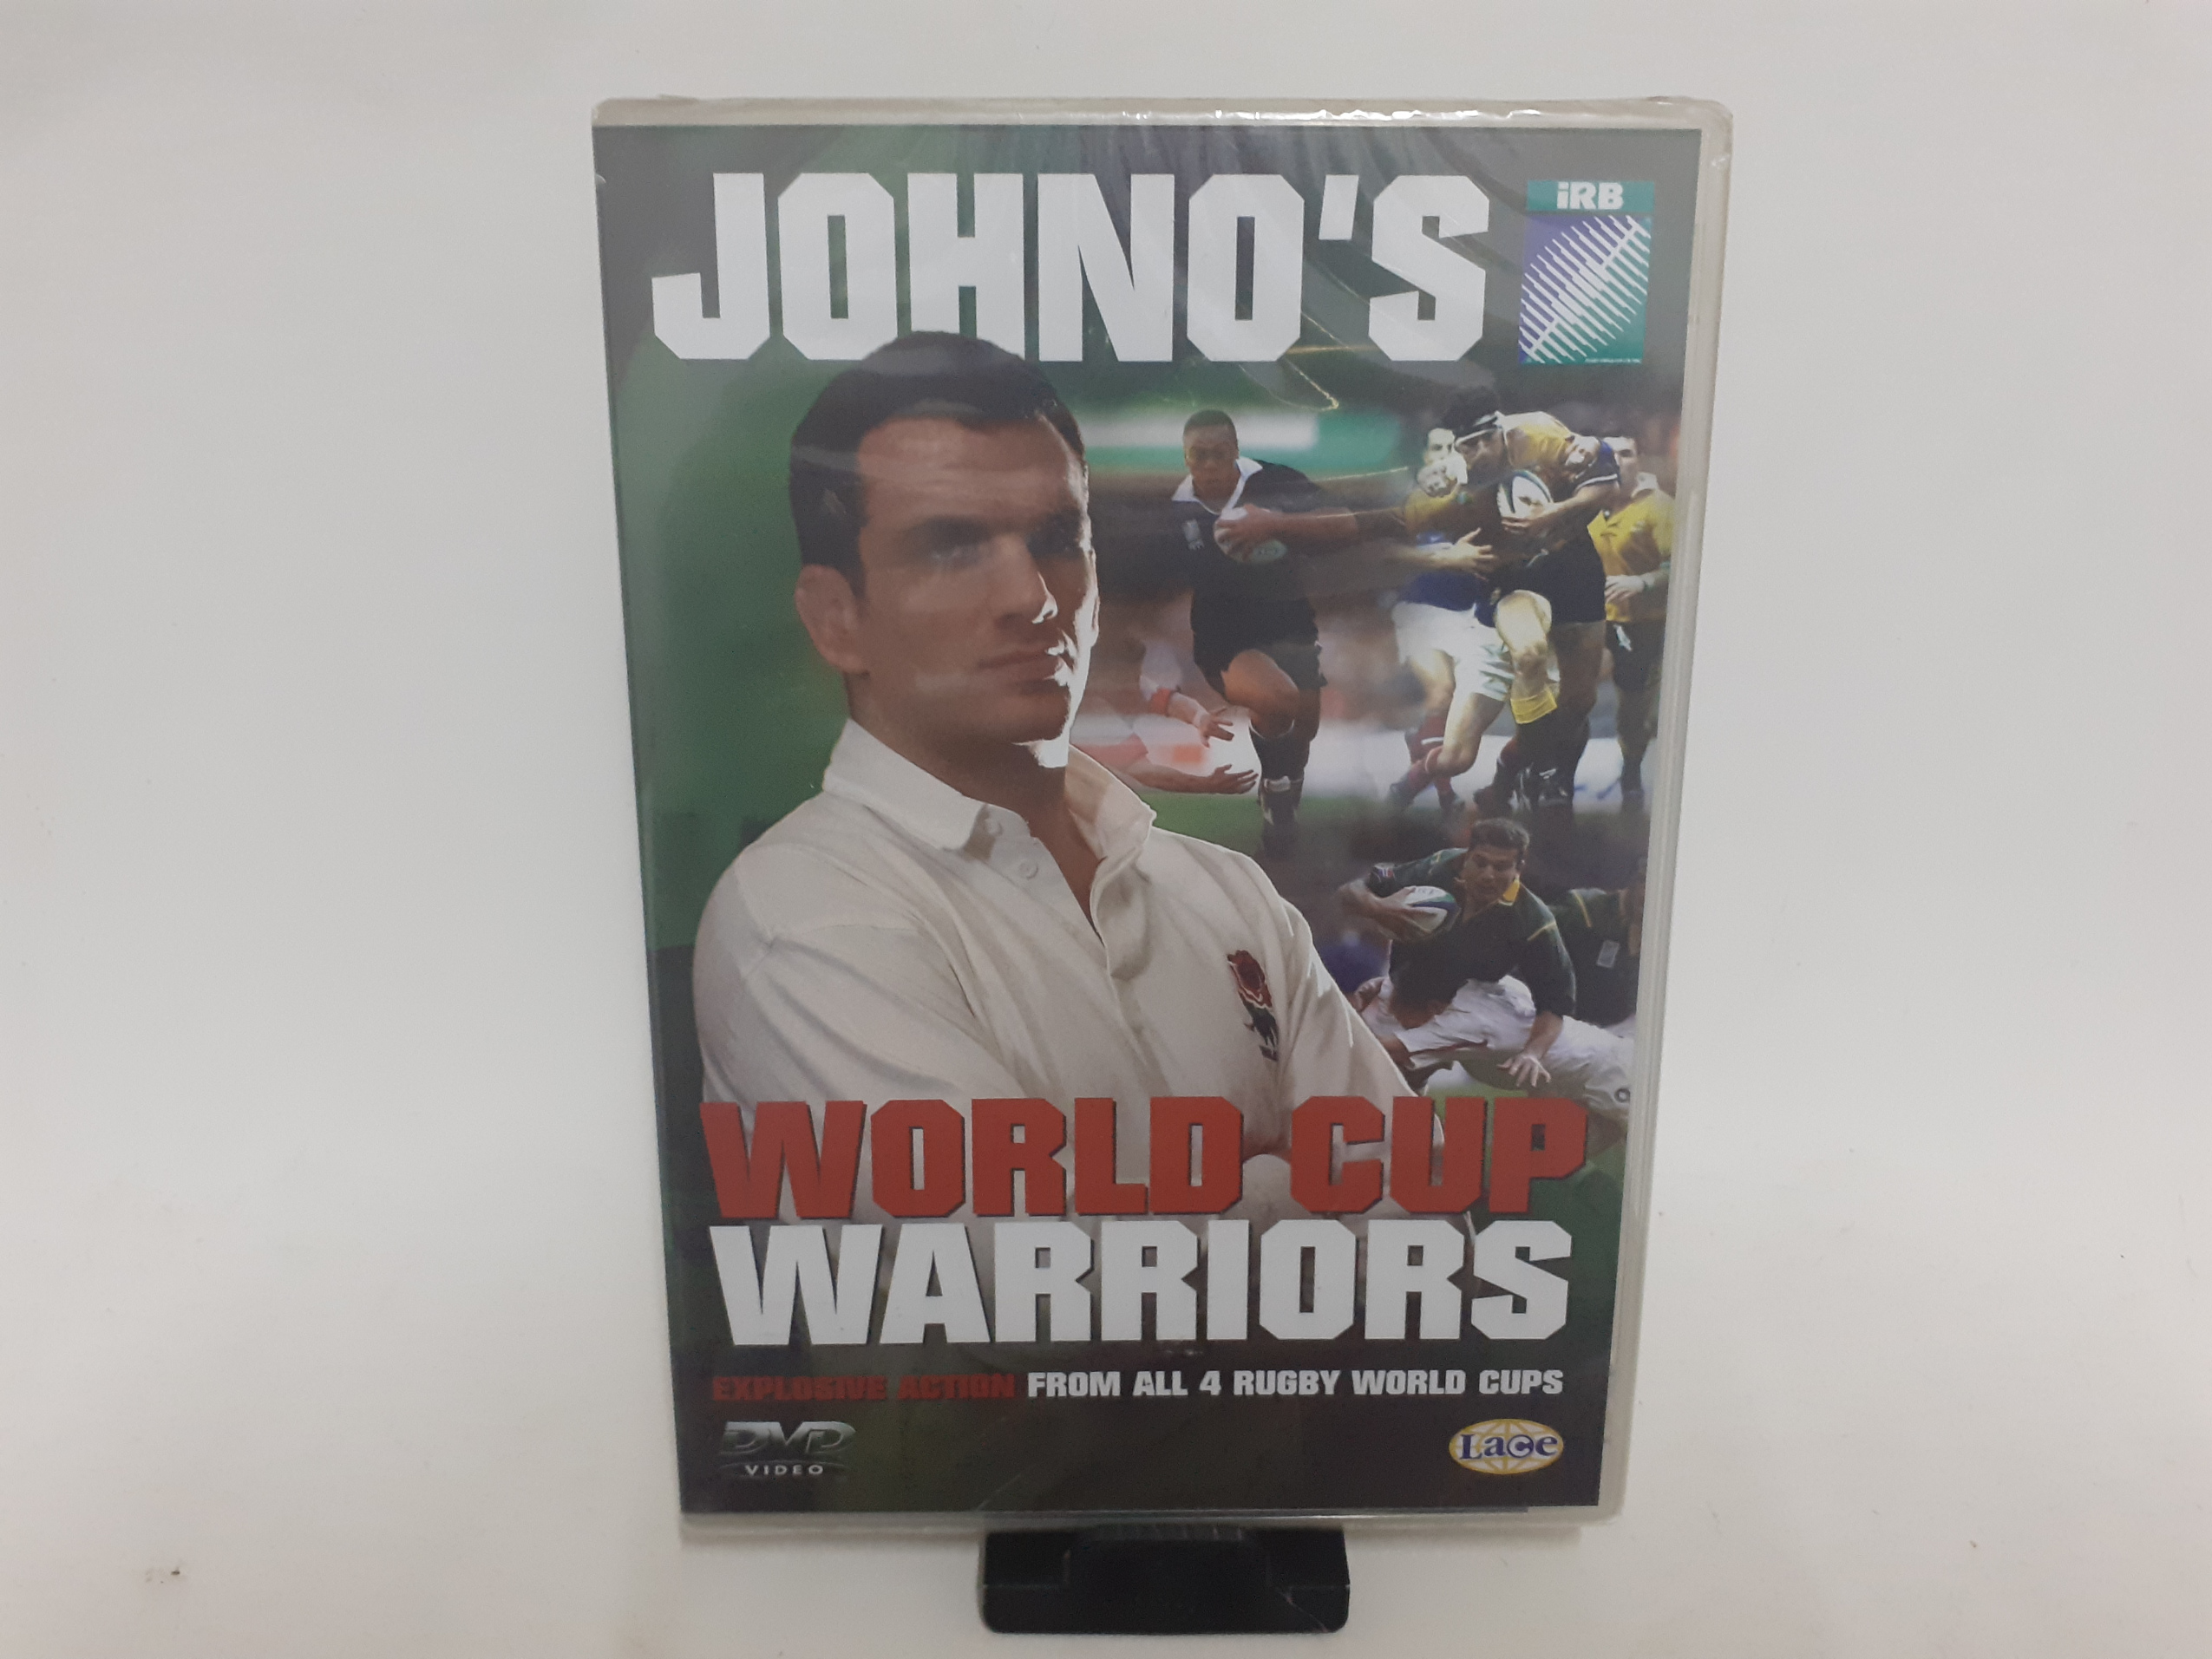 JOHNO'S
iRB
WORLD CUP
WARRIORS
EXPLOSIVE ACTION FROM ALL 4 RUGBY WORLD CUPS
DVD
VIDEO
Lace